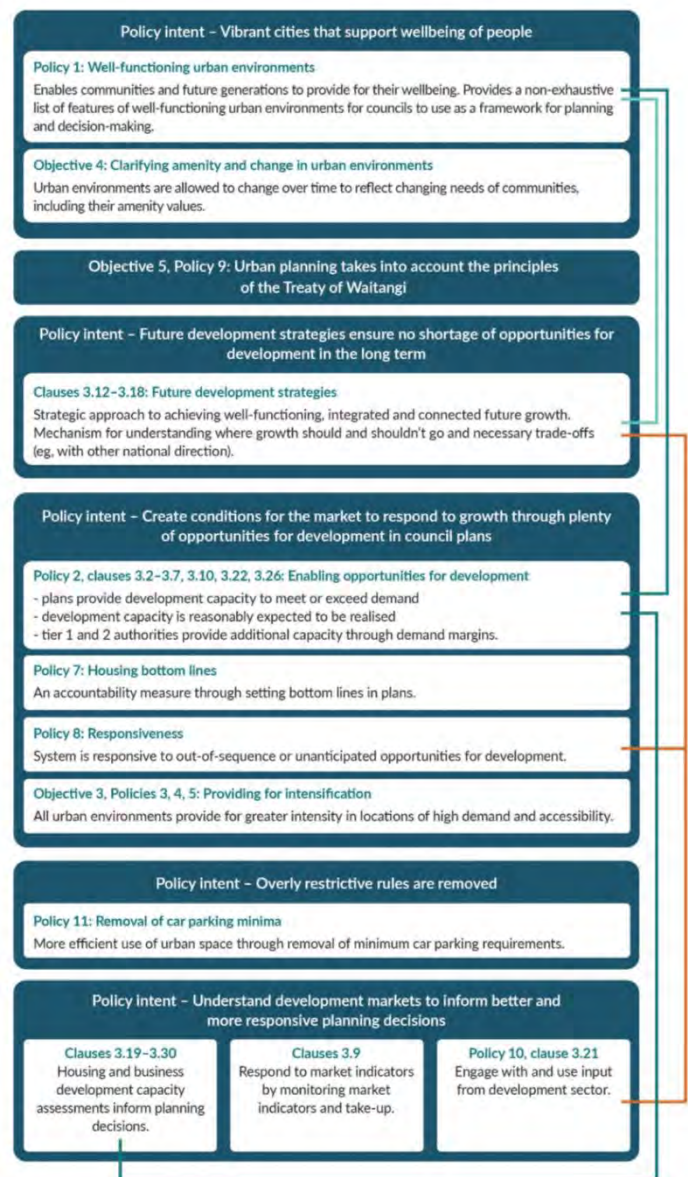 Policy intent – Vibrant cities that support wellbeing of people
Policy 1: Well-functioning urban environments
Enables communities and future generations to provide for their wellbeing. Provides a non-exhaustive
list of features of well-functioning urban environments for councils to use as a framework for planning
and decision-making.
Objective 4: Clarifying amenity and change in urban environments
Urban environments are allowed to change over time to reflect changing needs of communities,
including their amenity values.
Objective 5, Policy 9: Urban planning takes into account the principles
of the Treaty of Waitangi
Policy intent – Future development strategies ensure no shortage of opportunities for
development in the long term
Clauses 3.12–3.18: Future development strategies
Strategic approach to achieving well-functioning, integrated and connected future growth.
Mechanism for understanding where growth should and shouldn't go and necessary trade-offs
(eg, with other national direction).
Policy intent – Create conditions for the market to respond to growth through plenty
of opportunities for development in council plans
Policy 2, clauses 3.2–3.7, 3.10, 3.22, 3.26: Enabling opportunities for development
- plans provide development capacity to meet or exceed demand
- development capacity is reasonably expected to be realised
- tier 1 and 2 authorities provide additional capacity through demand margins.
Policy 7: Housing bottom lines
An accountability measure through setting bottom lines in plans.
Policy 8: Responsiveness
System is responsive to out-of-sequence or unanticipated opportunities for development.
Objective 3, Policies 3, 4, 5: Providing for intensification
All urban environments provide for greater intensity in locations of high demand and accessibility.
Policy intent – Overly restrictive rules are removed
Policy 11: Removal of car parking minima
More efficient use of urban space through removal of minimum car parking requirements.
Policy intent – Understand development markets to inform better and
more responsive planning decisions
Clauses 3.19–3.30
Housing and business
development capacity
assessments inform planning
decisions.
Clauses 3.9
Respond to market indicators
by monitoring market
indicators and take-up.
Policy 10, clause 3.21
Engage with and use input
from development sector.